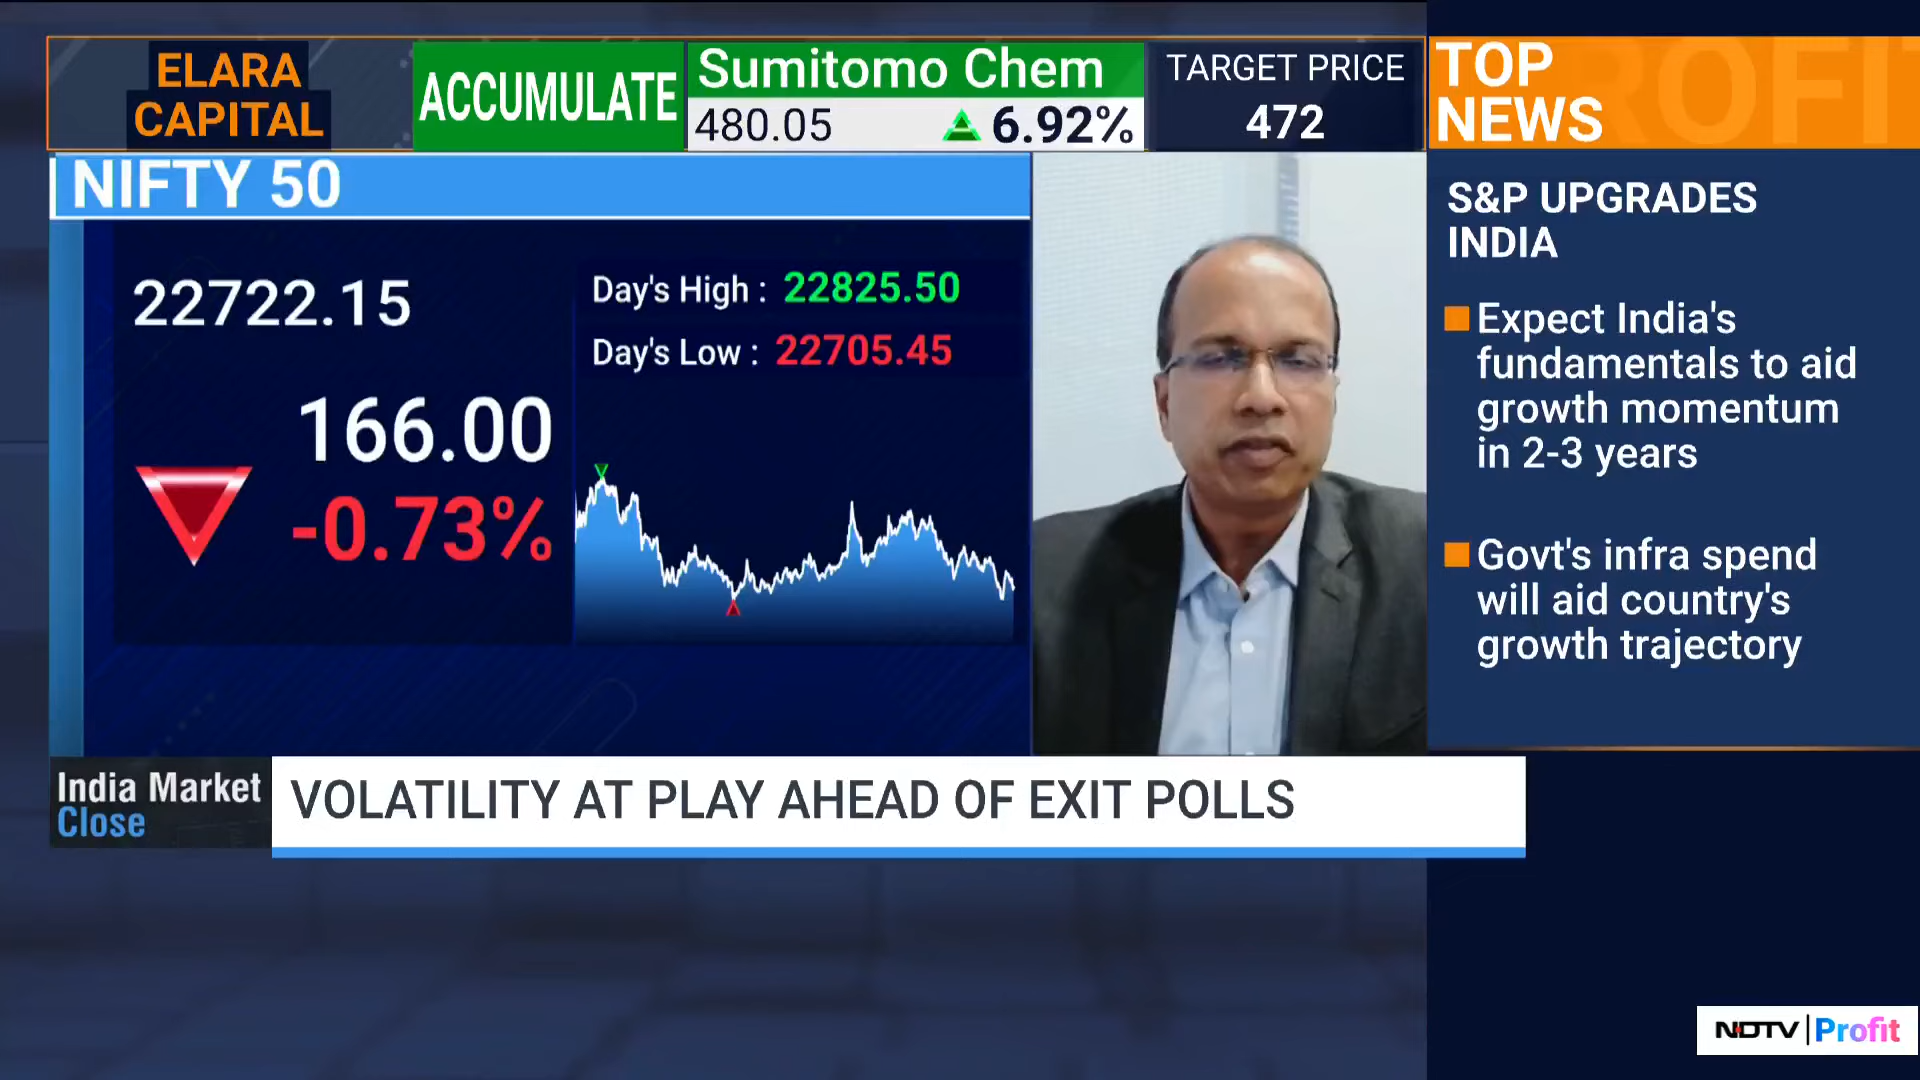 ELARA
CAPITAL
ACCUMULATE
Sumitomo Chem
480.05 6.92%
TARGET PRICE
472
TOP
NEWS
PROFIT
NIFTY 50
22722.15
166.00
-0.73%
Day's High : 22825.50
Day's Low : 22705.45
S&P UPGRADES
INDIA
Expect India's
fundamentals to aid
growth momentum
in 2-3 years
Govt's infra spend
will aid country's
growth trajectory
India Market
Close
VOLATILITY AT PLAY AHEAD OF EXIT POLLS
NDTV Profit